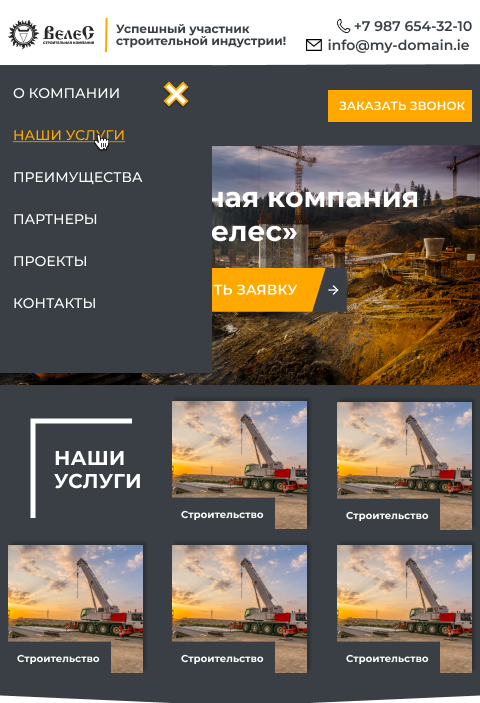 ВелеС
СТРОИТЕЛЬНАЯ КОМПАНИЯ
Успешный участник
строительной индустрии!
+7 987 654-32-10
info@my-domain.ie
О КОМПАНИИ
ЗАКАЗАТЬ ЗВОНОК
НАШИ УСЛУГИ
ПРЕИМУЩЕСТВА
ПАРТНЕРЫ
ПРОЕКТЫ
КОНТАКТЫ
ная компания
елес»
ТЬ ЗАЯВКУ
НАШИ
УСЛУГИ
Строительство
Строительство
Строительство
Строительство
Строительство